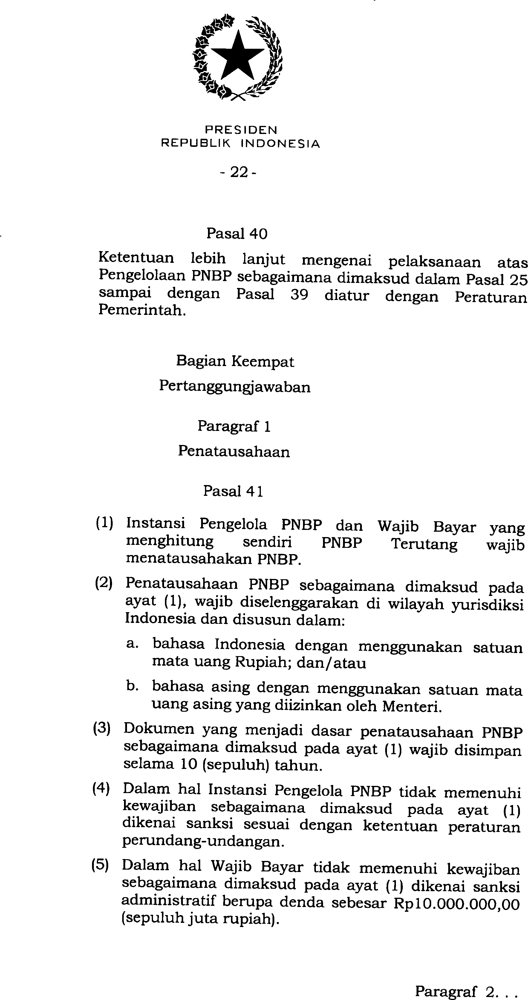 PRESIDEN
REPUBLIK INDONESIA
- 22 -
Pasal 40
Ketentuan lebih lanjut mengenai pelaksanaan atas
Pengelolaan PNBP sebagaimana dimaksud dalam Pasal 25
sampai dengan Pasal 39 diatur dengan Peraturan
Pemerintah.
Bagian Keempat
Pertanggungjawaban
Paragraf 1
Penatausahaan
Pasal 41
(1) Instansi Pengelola PNBP dan Wajib Bayar yang
menghitung sendiri PNBP Terutang wajib
menatausahakan PNBP.
(2) Penatausahaan PNBP sebagaimana dimaksud pada
ayat (1), wajib diselenggarakan di wilayah yurisdiksi
Indonesia dan disusun dalam:
a. bahasa Indonesia dengan menggunakan satuan
mata uang Rupiah; dan/atau
b. bahasa asing dengan menggunakan satuan mata
uang asing yang diizinkan oleh Menteri.
(3) Dokumen yang menjadi dasar penatausahaan PNBP
sebagaimana dimaksud pada ayat (1) wajib disimpan
selama 10 (sepuluh) tahun.
(4) Dalam hal Instansi Pengelola PNBP tidak memenuhi
kewajiban sebagaimana dimaksud pada ayat (1)
dikenai sanksi sesuai dengan ketentuan peraturan
perundang-undangan.
(5) Dalam hal Wajib Bayar tidak memenuhi kewajiban
sebagaimana dimaksud pada ayat (1) dikenai sanksi
administratif berupa denda sebesar Rp10.000.000,00
(sepuluh juta rupiah).
Paragraf 2. . .